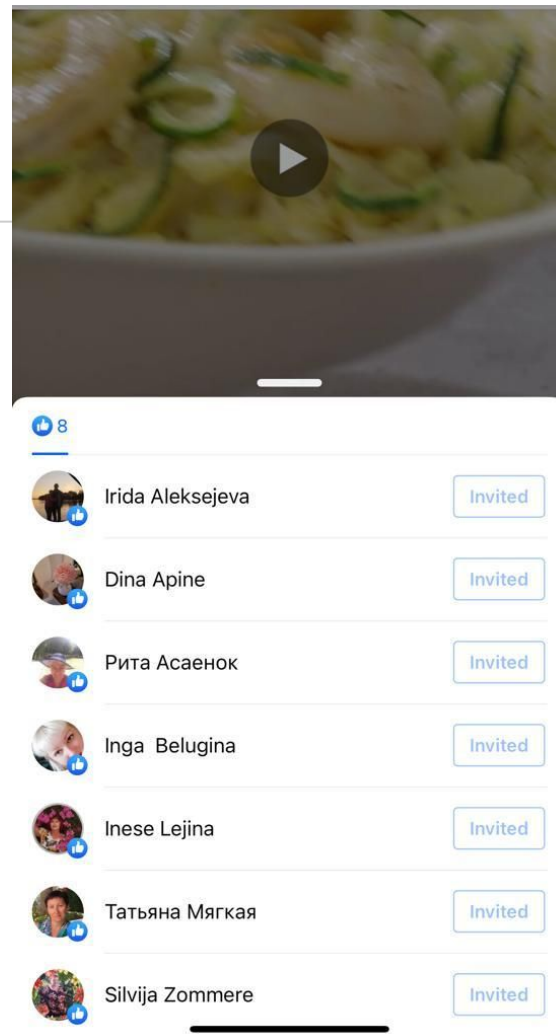 8
Irida Aleksejeva Invited
Dina Apine Invited
Рита Асаенок Invited
Inga Belugina Invited
Inese Lejina Invited
Татьяна Мягкая Invited
Silvija Zommere Invited